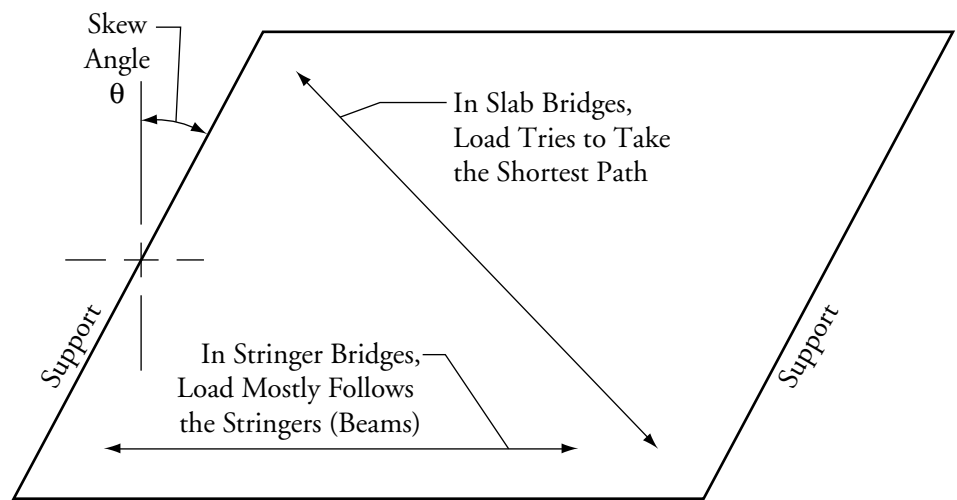 Skew
Angle
θ
In Slab Bridges,
Load Tries to Take
the Shortest Path
Support
Support
In Stringer Bridges,
Load Mostly Follows
the Stringers (Beams)